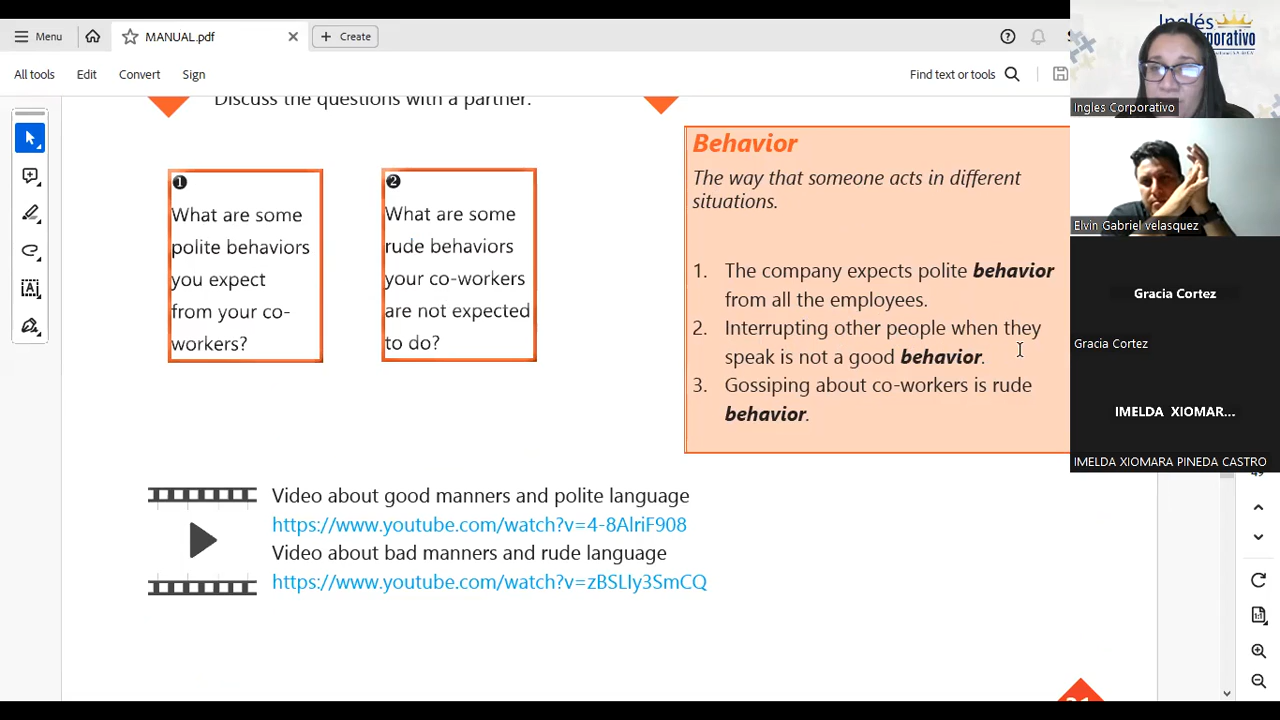 Menu
MANUAL.pdf
Create
All tools
Edit
Convert
Sign
Find text or tools
Discuss the questions with a partner.
1
What are some
polite behaviors
you expect
from your co-
workers?
2
What are some
rude behaviors
your co-workers
are not expected
to do?
Behavior
The way that someone acts in different
situations.
1. The company expects polite behavior
from all the employees.
2. Interrupting other people when they
speak is not a good behavior.
3. Gossiping about co-workers is rude
behavior.
Video about good manners and polite language
https://www.youtube.com/watch?v=4-8AlriF908
Video about bad manners and rude language
https://www.youtube.com/watch?v=zBSLIy3SmCQ
Inglés
Ingles Corporativo
Elvin Gabriel velasquez
Gracia Cortez
Gracia Cortez
IMELDA XIOMAR...
IMELDA XIOMARA PINEDA CASTRO